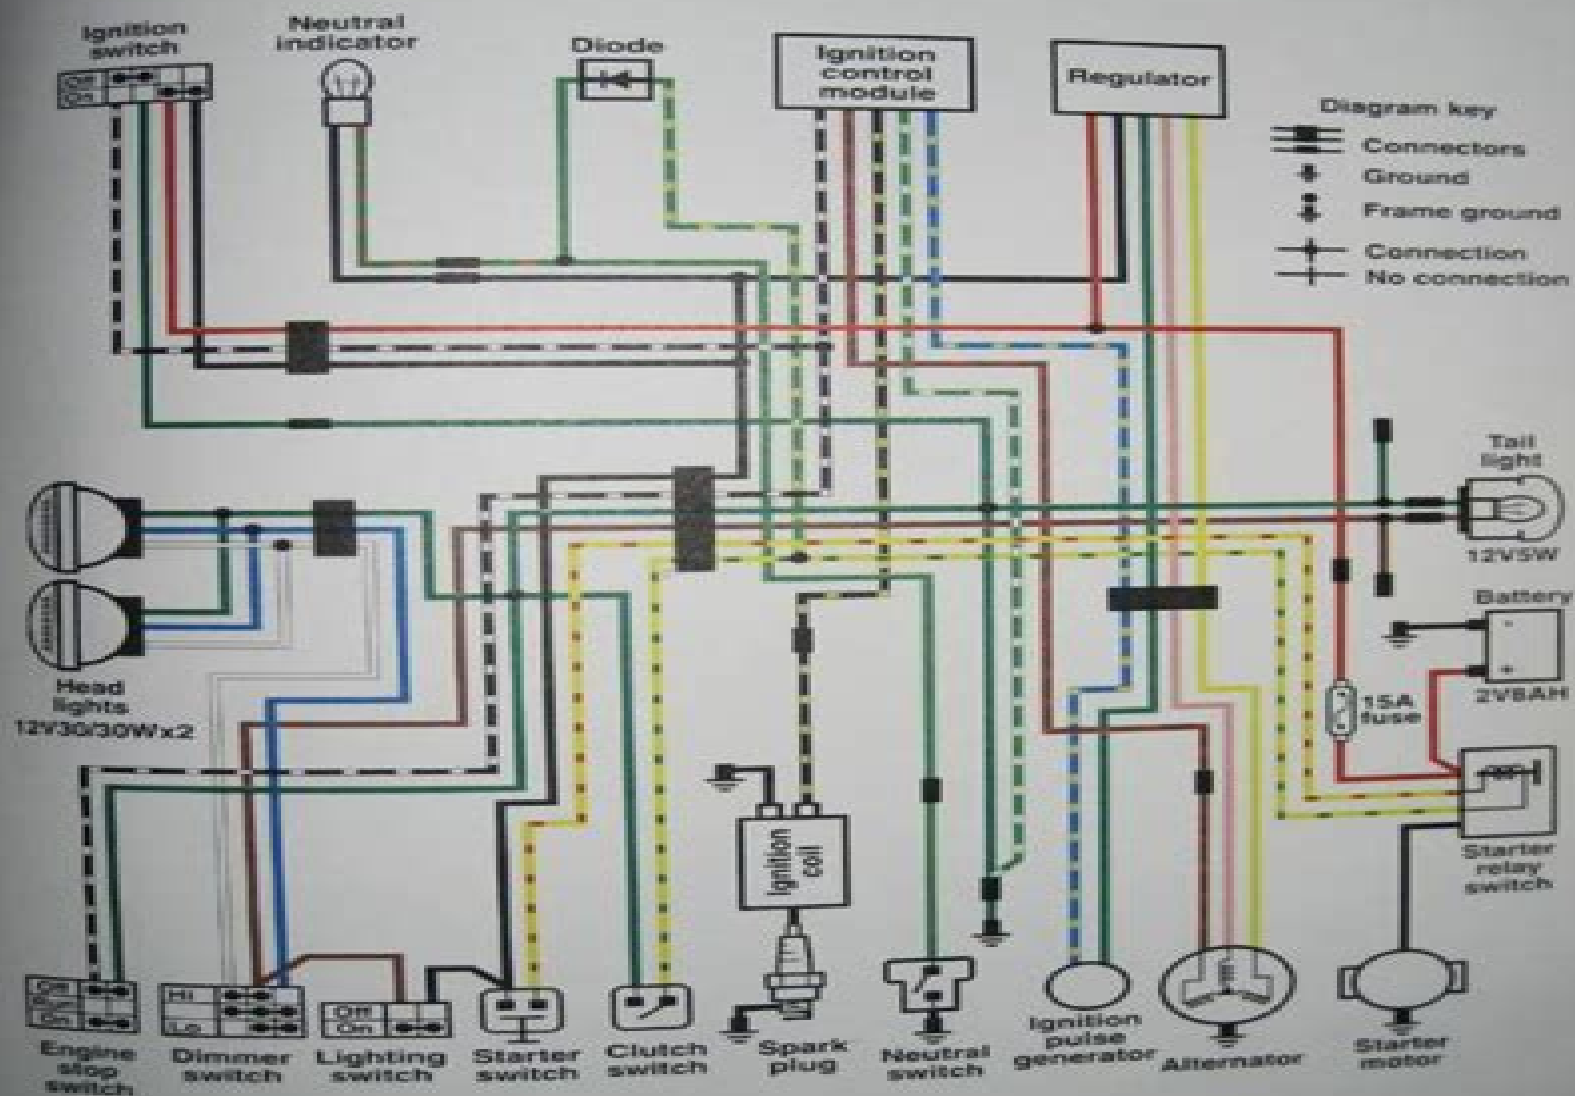 Ignition
switch
Off
On
Neutral
indicator
Diode
Ignition
control
module
Regulator
Diagram key
Connectors
Ground
Frame ground
Connection
No connection
Tail
light
12V5W
Battery
-
+
2V8AH
15A
fuse
Starter
relay
switch
Head
lights
12V30/30Wx2
Ignition
coil
Off
On
Engine
stop
switch
Hi
Lo
Dimmer
switch
Off
On
Lighting
switch
Starter
switch
Clutch
switch
Spark
plug
Neutral
switch
Ignition
pulse
generator
Alternator
Starter
motor